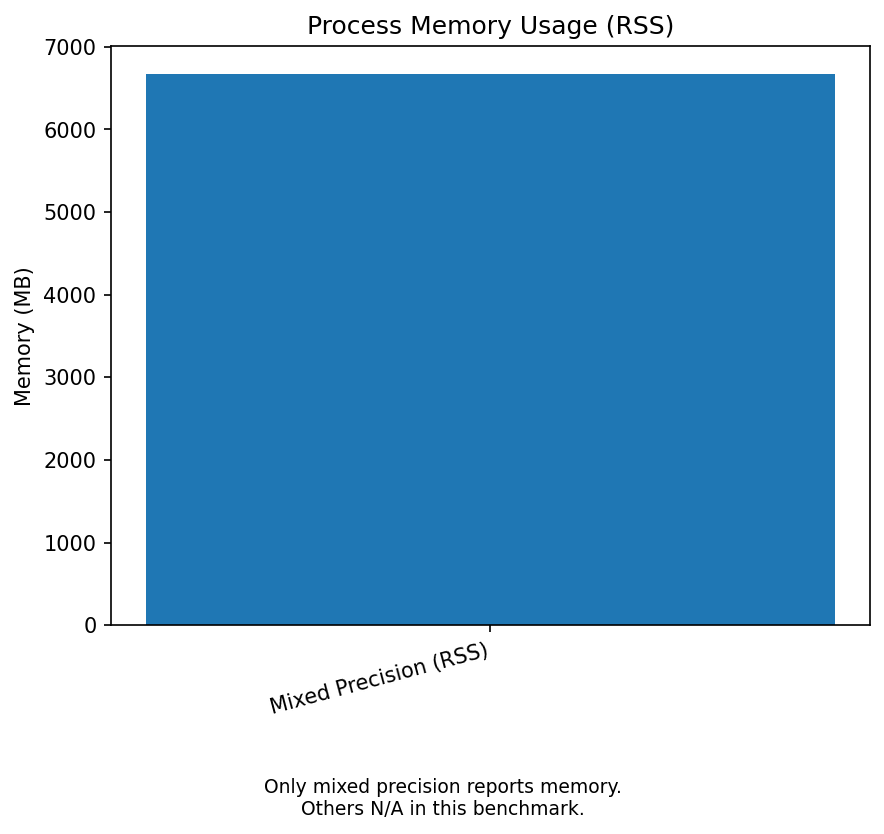 Process Memory Usage (RSS)
7000
6000
5000
4000
3000
2000
1000
0
Memory (MB)
Mixed Precision (RSS)
Only mixed precision reports memory.
Others N/A in this benchmark.